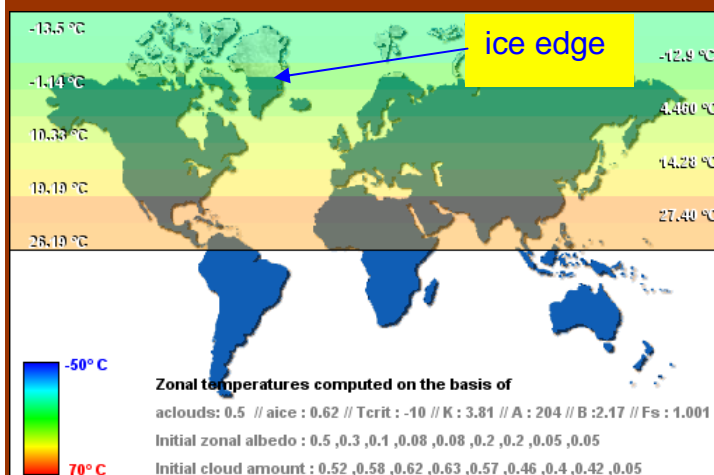 -13.5 °C
ice edge
-12.9 °C
-1.14 °C
4.460 °C
10.33 °C
14.28 °C
19.19 °C
27.40 °C
26.19 °C
-50° C
Zonal temperatures computed on the basis of
aclouds: 0.5 // aice : 0.62 // Tcrit : -10 // K : 3.81 // A : 204 // B :2.17 // Fs : 1.001
Initial zonal albedo : 0.5 ,0.3 ,0.1 ,0.08 ,0.08 ,0.2 ,0.2 ,0.05 ,0.05
70° C
Initial cloud amount : 0.52 ,0.58 ,0.62 ,0.63 ,0.57 ,0.46 ,0.4 ,0.42 ,0.05